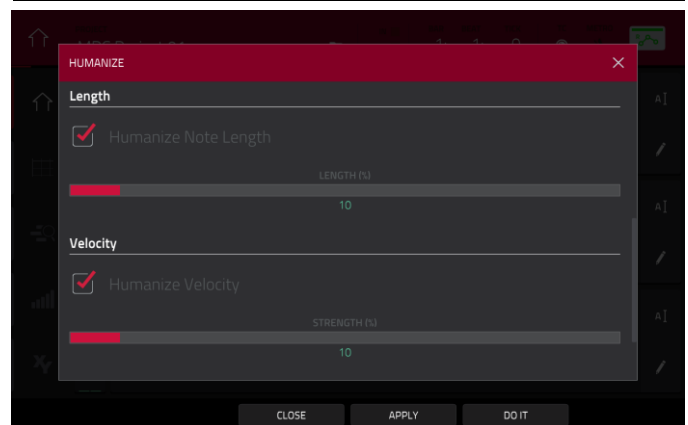 HUMANIZE
Length
Humanize Note Length
LENGTH (%)
10
Velocity
Humanize Velocity
STRENGTH (%)
10
CLOSE APPLY DO IT